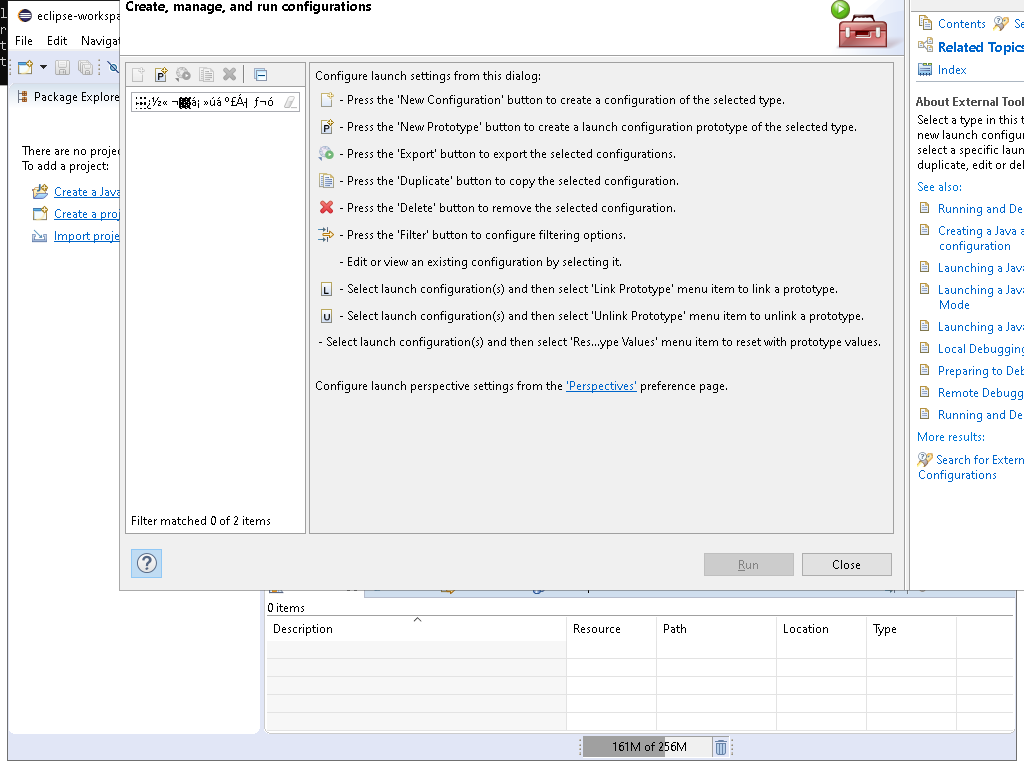 eclipse-workspa
File Edit Navigat
Package Explore
There are no projec
To add a project:
Create a Java
Create a proj
Import proje
Create, manage, and run configurations
Filter matched 0 of 2 items
Configure launch settings from this dialog:
- Press the 'New Configuration' button to create a configuration of the selected type.
- Press the 'New Prototype' button to create a launch configuration prototype of the selected type.
- Press the 'Export' button to export the selected configurations.
- Press the 'Duplicate' button to copy the selected configuration.
- Press the 'Delete' button to remove the selected configuration.
- Press the 'Filter' button to configure filtering options.
- Edit or view an existing configuration by selecting it.
L - Select launch configuration(s) and then select 'Link Prototype' menu item to link a prototype.
U - Select launch configuration(s) and then select 'Unlink Prototype' menu item to unlink a prototype.
- Select launch configuration(s) and then select 'Res...ype Values' menu item to reset with prototype values.
Configure launch perspective settings from the 'Perspectives' preference page.
Run Close
Contents Se
Related Topics
Index
About External Tool
Select a type in this t
new launch configu
select a specific laun
duplicate, edit or del
See also:
Running and De
Creating a Java a
configuration
Launching a Java
Launching a Java
Mode
Launching a Java
Local Debugging
Preparing to Deb
Remote Debugg
Running and De
More results:
Search for Extern
Configurations
0 items
Description Resource Path Location Type
161M of 256M